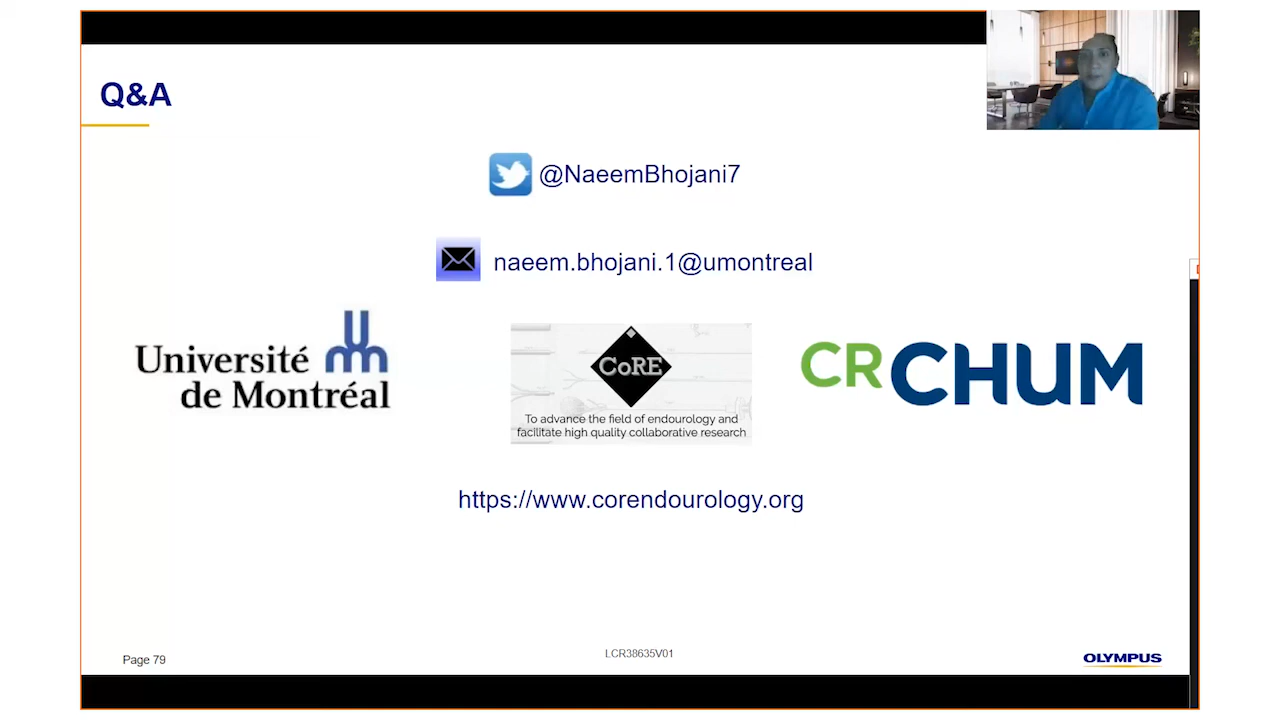 Q&A
@NaeemBhojani7
naeem.bhojani.1@umontreal
Université
de Montréal
CoRE
To advance the field of endourology and
facilitate high quality collaborative research
CRCHUM
https://www.corendourology.org
Page 79
LCR38635V01
OLYMPUS